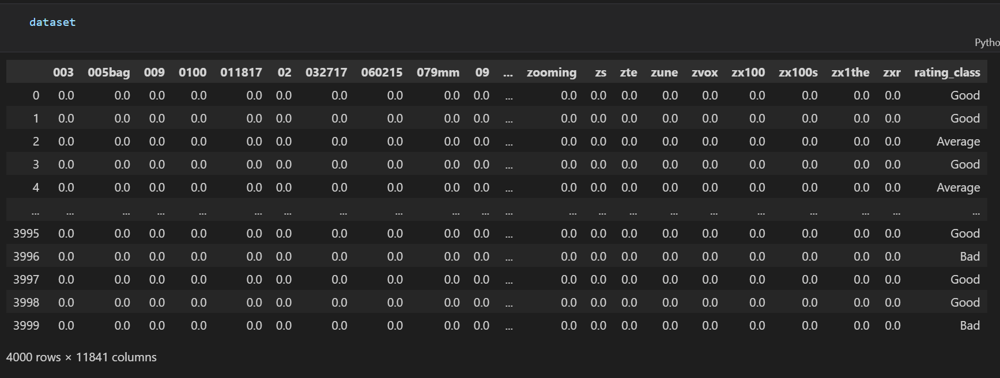 dataset
Pytho
003 005bag 009 0100 011817 02 032717 060215 079mm 09 ... zooming zs zte zune zvox zx100 zx100s zx1the zxr rating_class
0 0.0 0.0 0.0 0.0 0.0 0.0 0.0 0.0 0.0 0.0 ... 0.0 0.0 0.0 0.0 0.0 0.0 0.0 0.0 0.0 Good
1 0.0 0.0 0.0 0.0 0.0 0.0 0.0 0.0 0.0 0.0 ... 0.0 0.0 0.0 0.0 0.0 0.0 0.0 0.0 0.0 Good
2 0.0 0.0 0.0 0.0 0.0 0.0 0.0 0.0 0.0 0.0 ... 0.0 0.0 0.0 0.0 0.0 0.0 0.0 0.0 0.0 Average
3 0.0 0.0 0.0 0.0 0.0 0.0 0.0 0.0 0.0 0.0 ... 0.0 0.0 0.0 0.0 0.0 0.0 0.0 0.0 0.0 Good
4 0.0 0.0 0.0 0.0 0.0 0.0 0.0 0.0 0.0 0.0 ... 0.0 0.0 0.0 0.0 0.0 0.0 0.0 0.0 0.0 Average
... ... ... ... ... ... ... ... ... ... ... ... ... ... ... ... ... ... ... ... ... ...
3995 0.0 0.0 0.0 0.0 0.0 0.0 0.0 0.0 0.0 0.0 ... 0.0 0.0 0.0 0.0 0.0 0.0 0.0 0.0 0.0 Good
3996 0.0 0.0 0.0 0.0 0.0 0.0 0.0 0.0 0.0 0.0 ... 0.0 0.0 0.0 0.0 0.0 0.0 0.0 0.0 0.0 Bad
3997 0.0 0.0 0.0 0.0 0.0 0.0 0.0 0.0 0.0 0.0 ... 0.0 0.0 0.0 0.0 0.0 0.0 0.0 0.0 0.0 Good
3998 0.0 0.0 0.0 0.0 0.0 0.0 0.0 0.0 0.0 0.0 ... 0.0 0.0 0.0 0.0 0.0 0.0 0.0 0.0 0.0 Good
3999 0.0 0.0 0.0 0.0 0.0 0.0 0.0 0.0 0.0 0.0 ... 0.0 0.0 0.0 0.0 0.0 0.0 0.0 0.0 0.0 Bad
4000 rows × 11841 columns